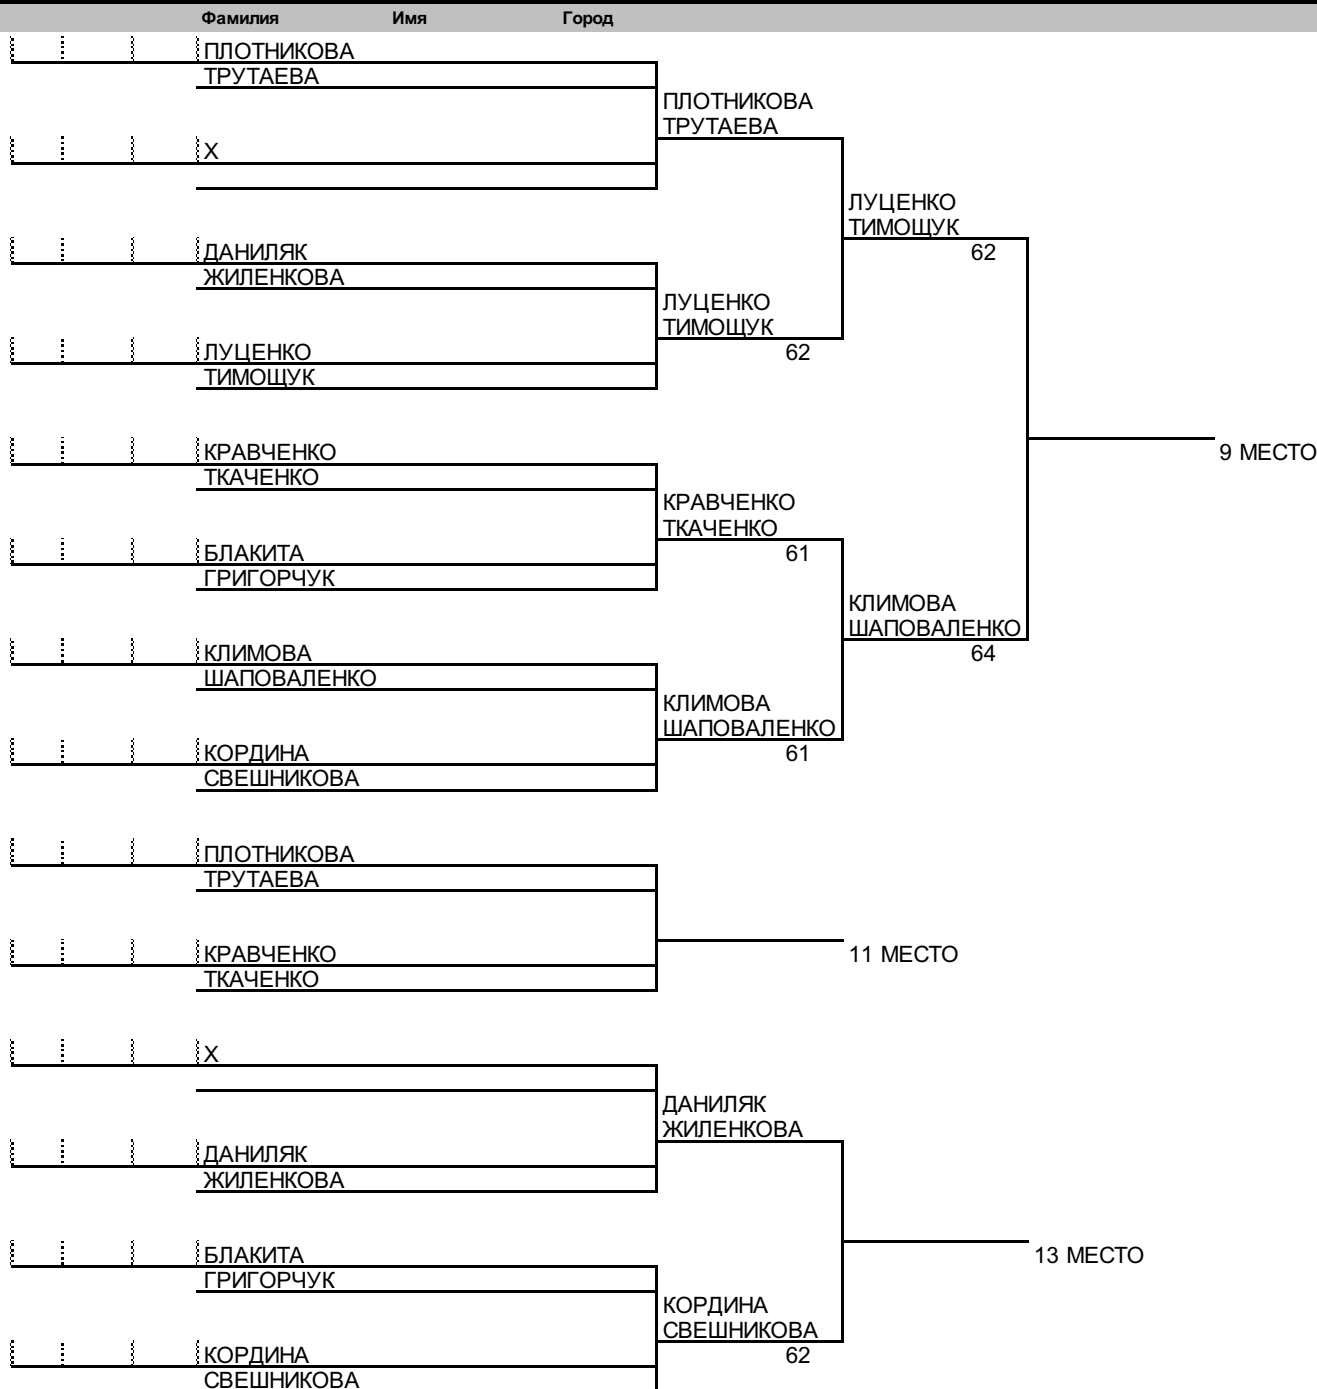 Фамилия Имя Город
ПЛОТНИКОВА
ТРУТАЕВА
ПЛОТНИКОВА
ТРУТАЕВА
Х
ЛУЦЕНКО
ТИМОЩУК
62
ДАНИЛЯК
ЖИЛЕНКОВА
ЛУЦЕНКО
ТИМОЩУК
62
ЛУЦЕНКО
ТИМОЩУК
КРАВЧЕНКО
ТКАЧЕНКО
9 МЕСТО
КРАВЧЕНКО
ТКАЧЕНКО
61
БЛАКИТА
ГРИГОРЧУК
КЛИМОВА
ШАПОВАЛЕНКО
64
КЛИМОВА
ШАПОВАЛЕНКО
КЛИМОВА
ШАПОВАЛЕНКО
61
КОРДИНА
СВЕШНИКОВА
ПЛОТНИКОВА
ТРУТАЕВА
КРАВЧЕНКО
ТКАЧЕНКО
11 МЕСТО
Х
ДАНИЛЯК
ЖИЛЕНКОВА
ДАНИЛЯК
ЖИЛЕНКОВА
БЛАКИТА
ГРИГОРЧУК
13 МЕСТО
КОРДИНА
СВЕШНИКОВА
62
КОРДИНА
СВЕШНИКОВА